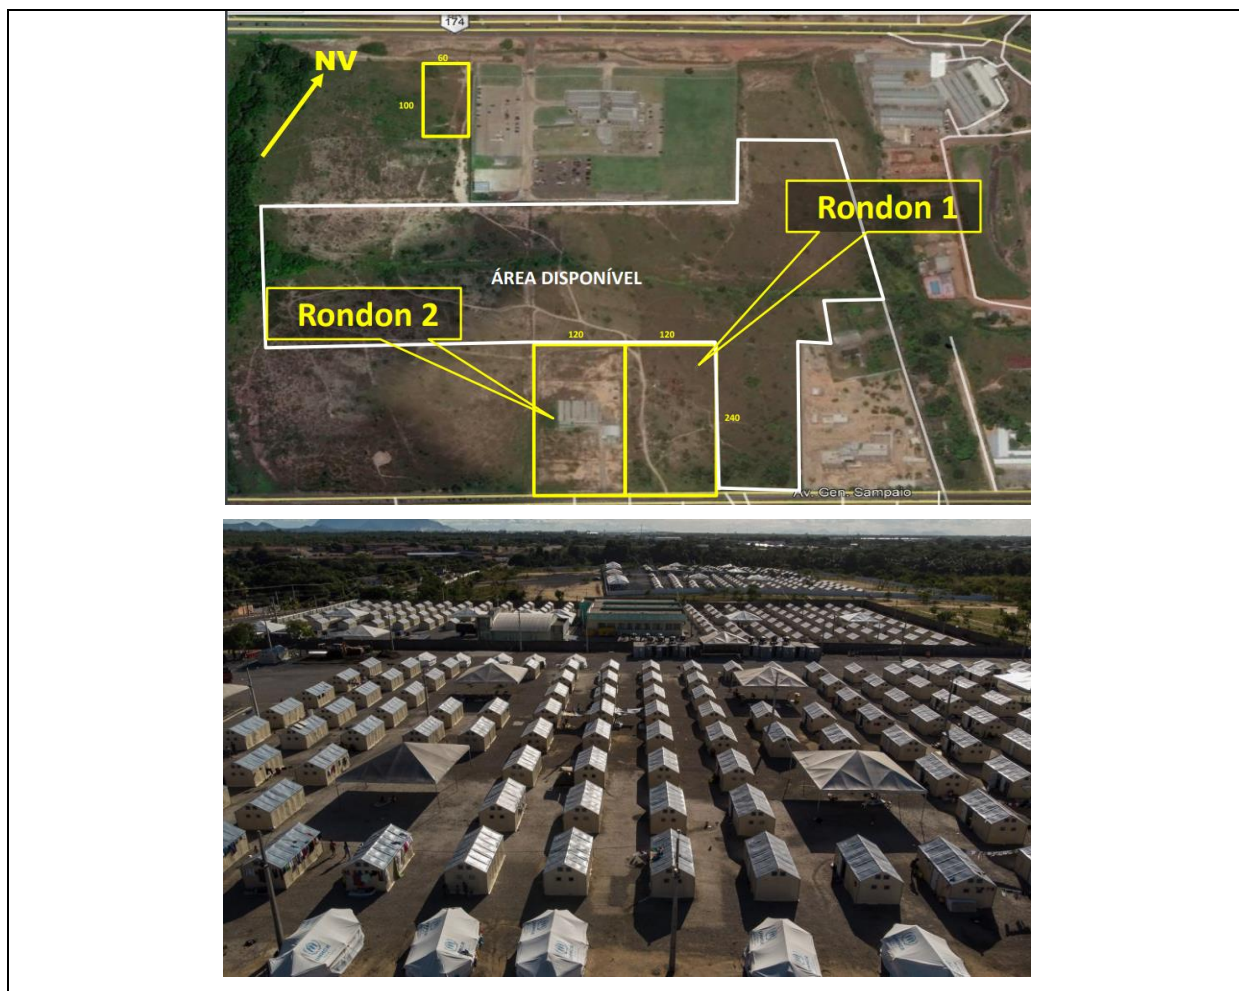 174
NV
60
100
Rondon 1
ÁREA DISPONÍVEL
Rondon 2
120
120
240
Av. Gen. Sampaio